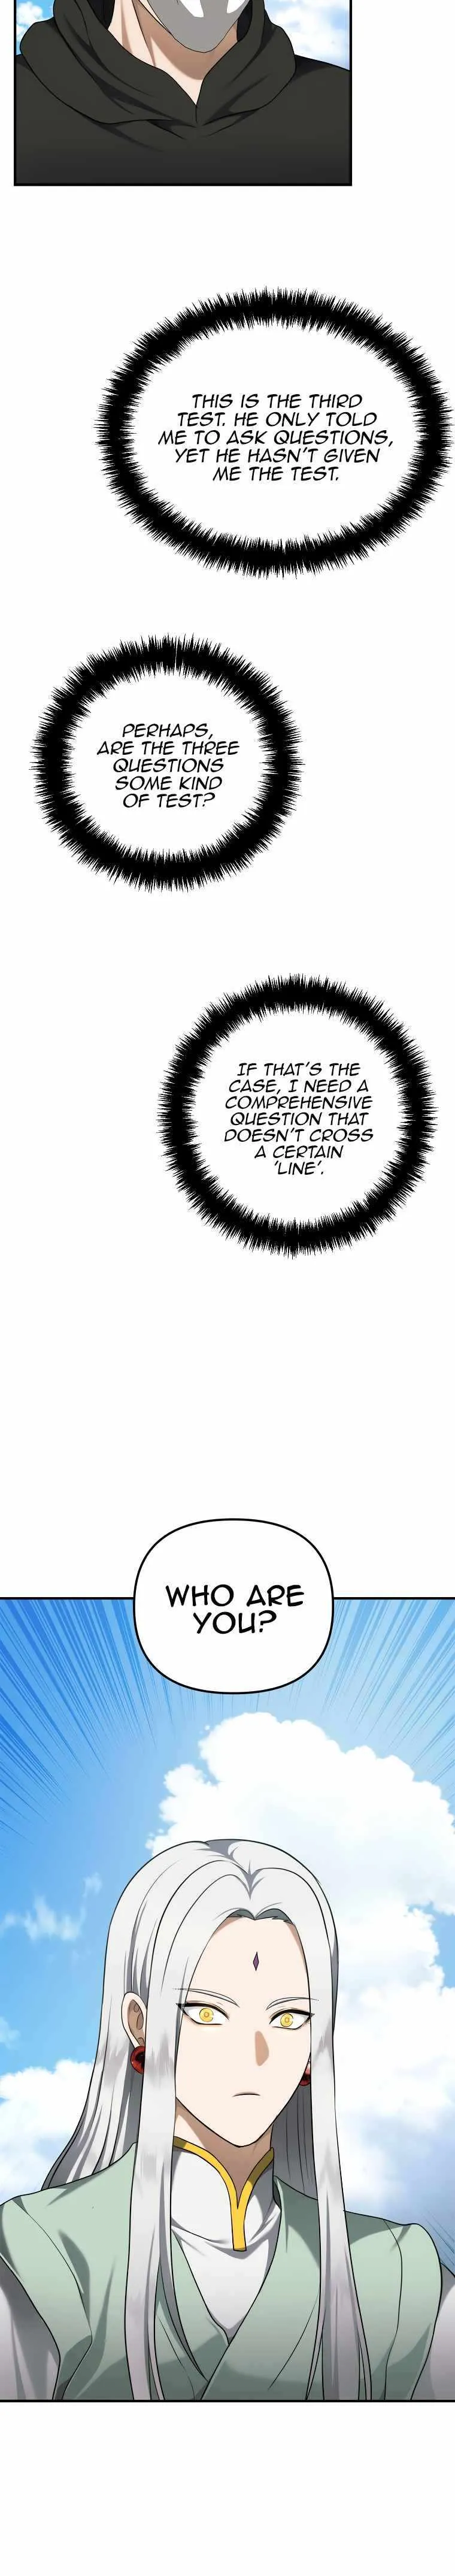 THIS IS THE THIRD
TEST. HE ONLY TOLD
ME TO ASK QUESTIONS,
YET HE HASN'T GIVEN
ME THE TEST.
PERHAPS,
ARE THE THREE
QUESTIONS
SOME KIND
OF TEST?
IF THAT'S THE
CASE, I NEED A
COMPREHENSIVE
QUESTION THAT
DOESN'T CROSS
A CERTAIN
'LINE'.
WHO ARE
YOU?